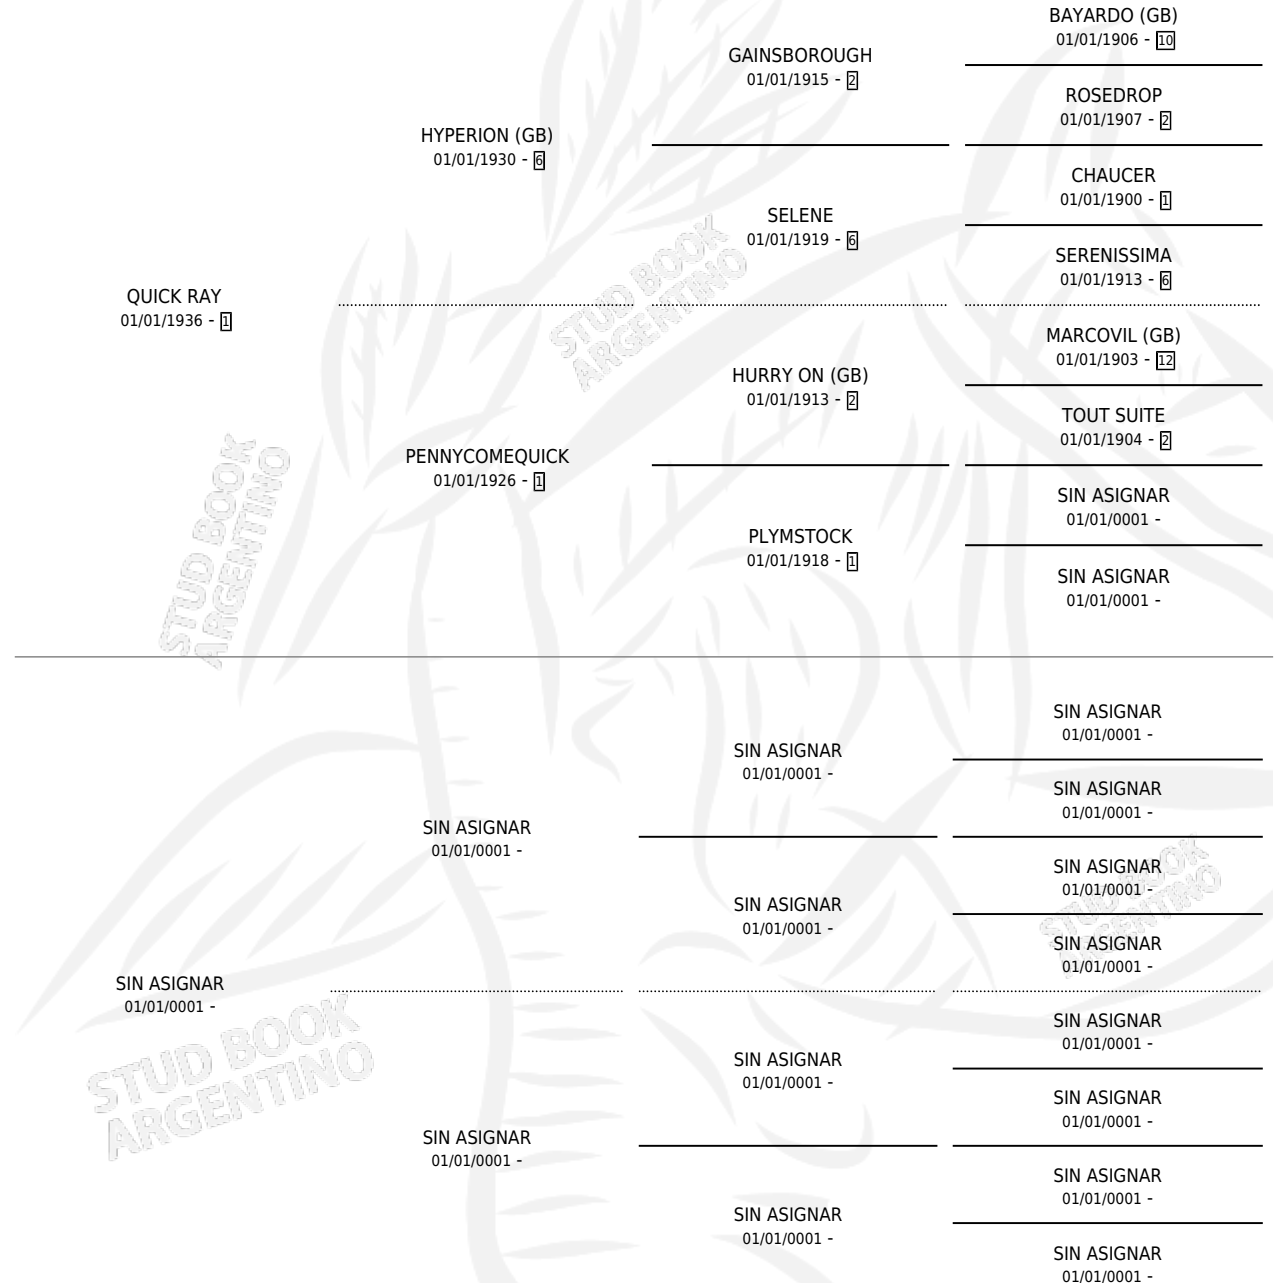 BAYARDO (GB)
01/01/1906 - 10
GAINSBOROUGH
01/01/1915 - 2
ROSEDROP
01/01/1907 - 2
HYPERION (GB)
01/01/1930 - 6
CHAUCER
01/01/1900 - 1
SELENE
01/01/1919 - 6
SERENISSIMA
01/01/1913 - 6
QUICK RAY
01/01/1936 - 1
STUD BOOK
ARGENTINO
MARCOVIL (GB)
01/01/1903 - 12
HURRY ON (GB)
01/01/1913 - 2
TOUT SUITE
01/01/1904 - 2
PENNYCOMEQUICK
01/01/1926 - 1
SIN ASIGNAR
01/01/0001 -
PLYMSTOCK
01/01/1918 - 1
SIN ASIGNAR
01/01/0001 -
STUD BOOK
ARGENTINO
SIN ASIGNAR
01/01/0001 -
SIN ASIGNAR
01/01/0001 -
SIN ASIGNAR
01/01/0001 -
SIN ASIGNAR
01/01/0001 -
SIN ASIGNAR
01/01/0001 -
SIN ASIGNAR
01/01/0001 -
SIN ASIGNAR
01/01/0001 -
STUD BOOK
ARGENTINO
SIN ASIGNAR
01/01/0001 -
STUD BOOK
ARGENTINO
SIN ASIGNAR
01/01/0001 -
SIN ASIGNAR
01/01/0001 -
SIN ASIGNAR
01/01/0001 -
SIN ASIGNAR
01/01/0001 -
SIN ASIGNAR
01/01/0001 -
SIN ASIGNAR
01/01/0001 -
SIN ASIGNAR
01/01/0001 -